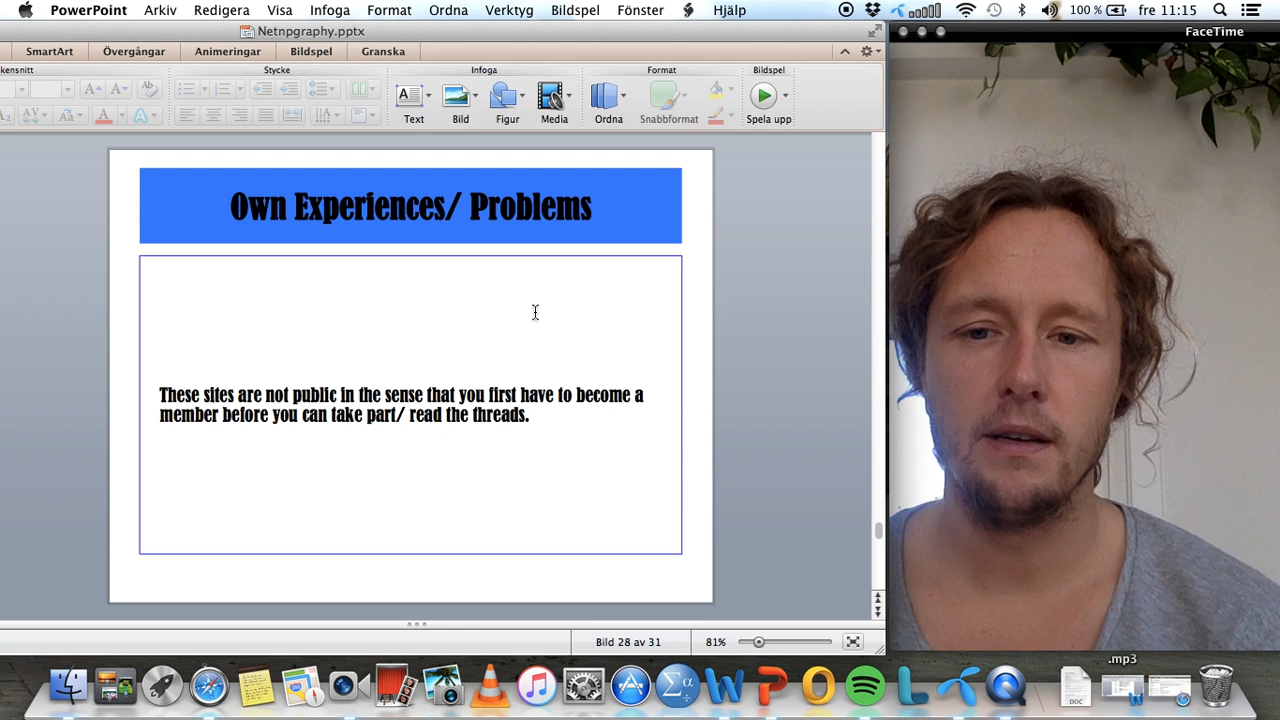 PowerPoint Arkiv Redigera Visa Infoga Format Ordna Verktyg Bildspel Fönster Hjälp 100 % fre 11:15
Netnpgraphy.pptx
FaceTime
SmartArt Övergångar Animeringar Bildspel Granska
kensnitt Stycke Infoga Format Bildspel
Text Bild Figur Media Ordna Snabbformat Spela upp
Own Experiences/ Problems
These sites are not public in the sense that you first have to become a
member before you can take part/ read the threads.
Bild 28 av 31 81%
.mp3
DOC